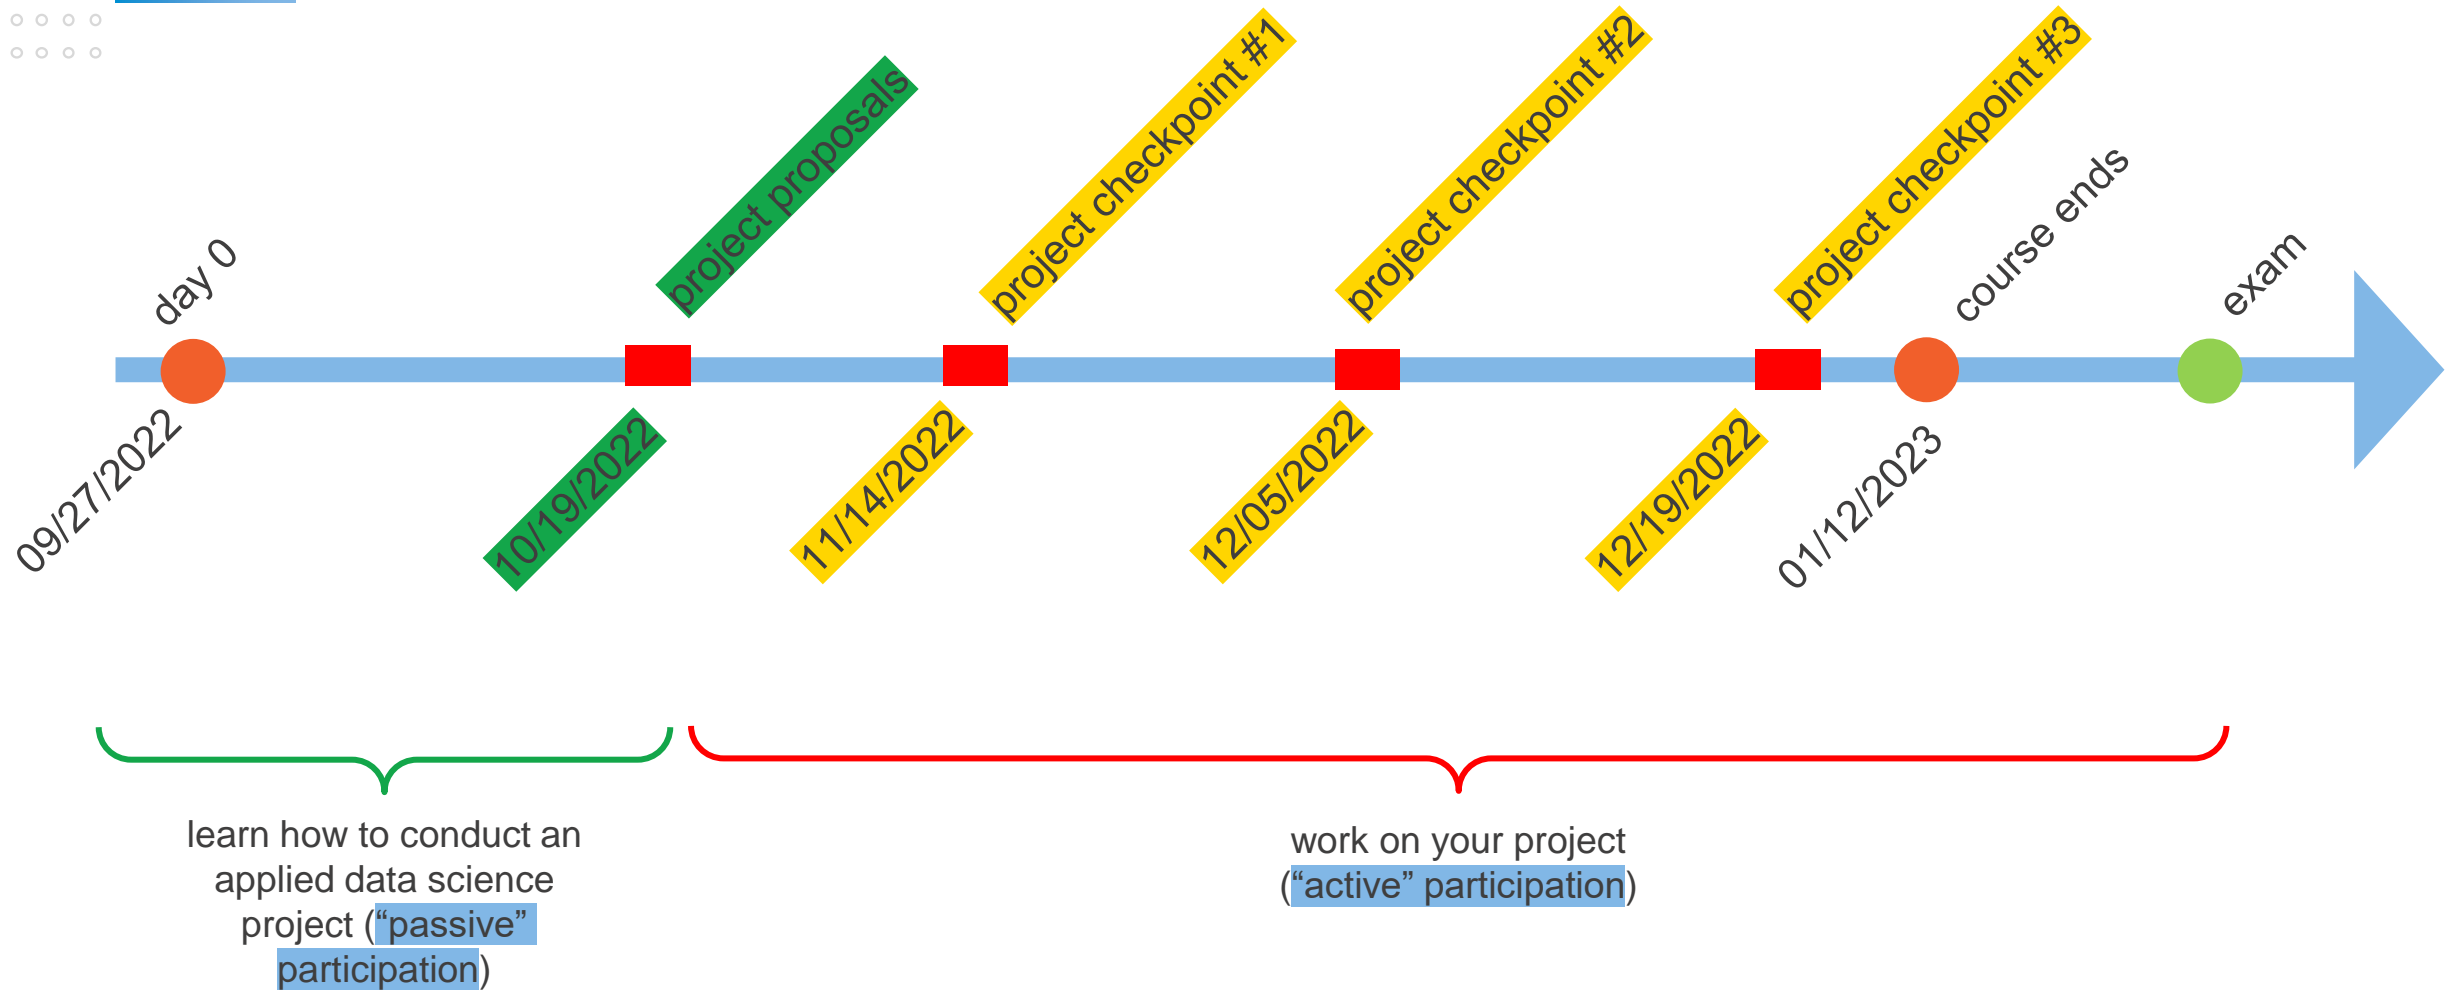 day 0
project proposals
project checkpoint #1
project checkpoint #2
project checkpoint #3
course ends
exam
09/27/2022
10/19/2022
11/14/2022
12/05/2022
12/19/2022
01/12/2023
learn how to conduct an
applied data science
project (“passive”
participation)
work on your project
(“active” participation)